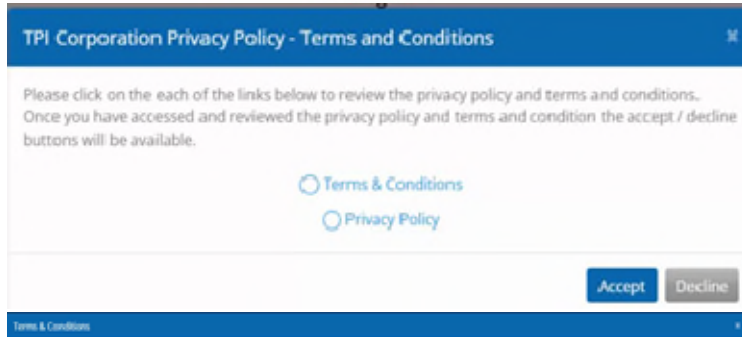 TPI Corporation Privacy Policy - Terms and Conditions
Please click on the each of the links below to review the privacy policy and terms and conditions.
Once you have accessed and reviewed the privacy policy and terms and condition the accept / decline
buttons will be available.
Terms & Conditions
Privacy Policy
Accept Decline
Terms & Conditions